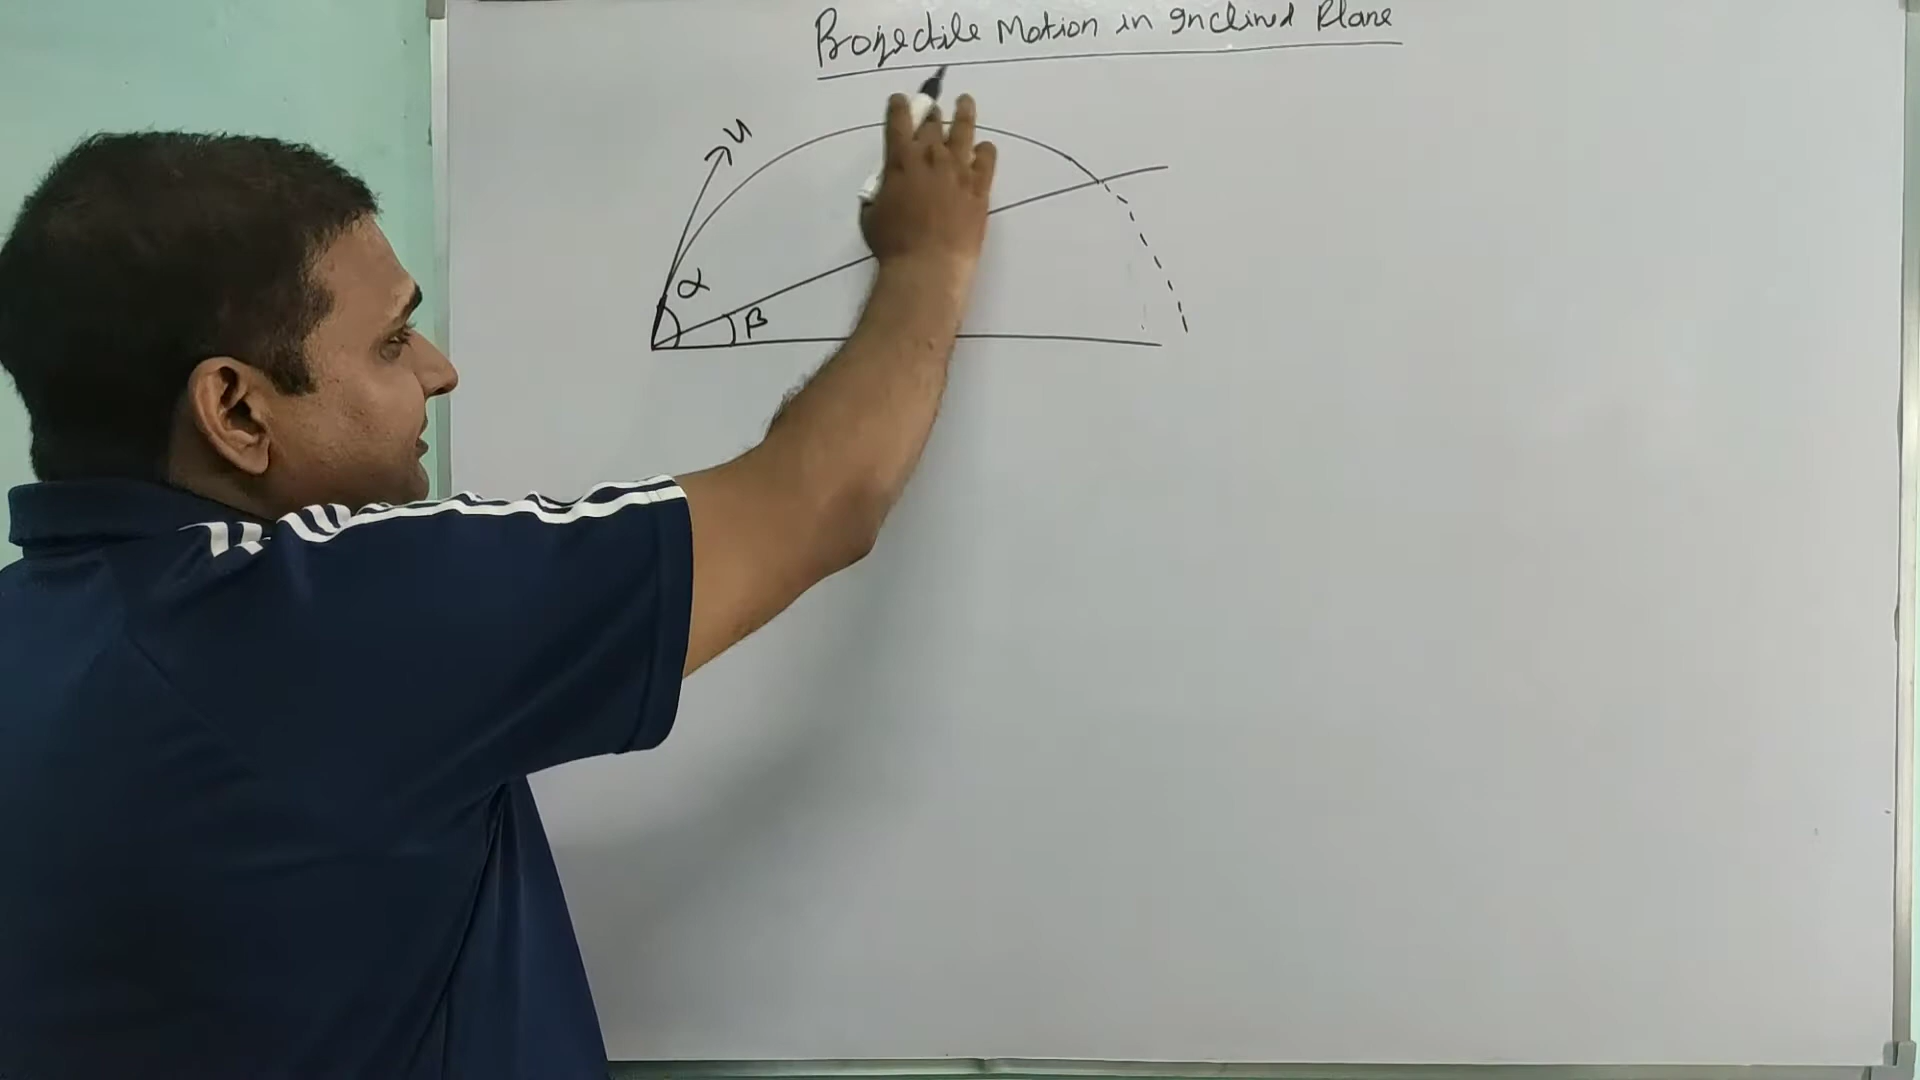 Projectile Motion in Inclined Plane
u
α
β